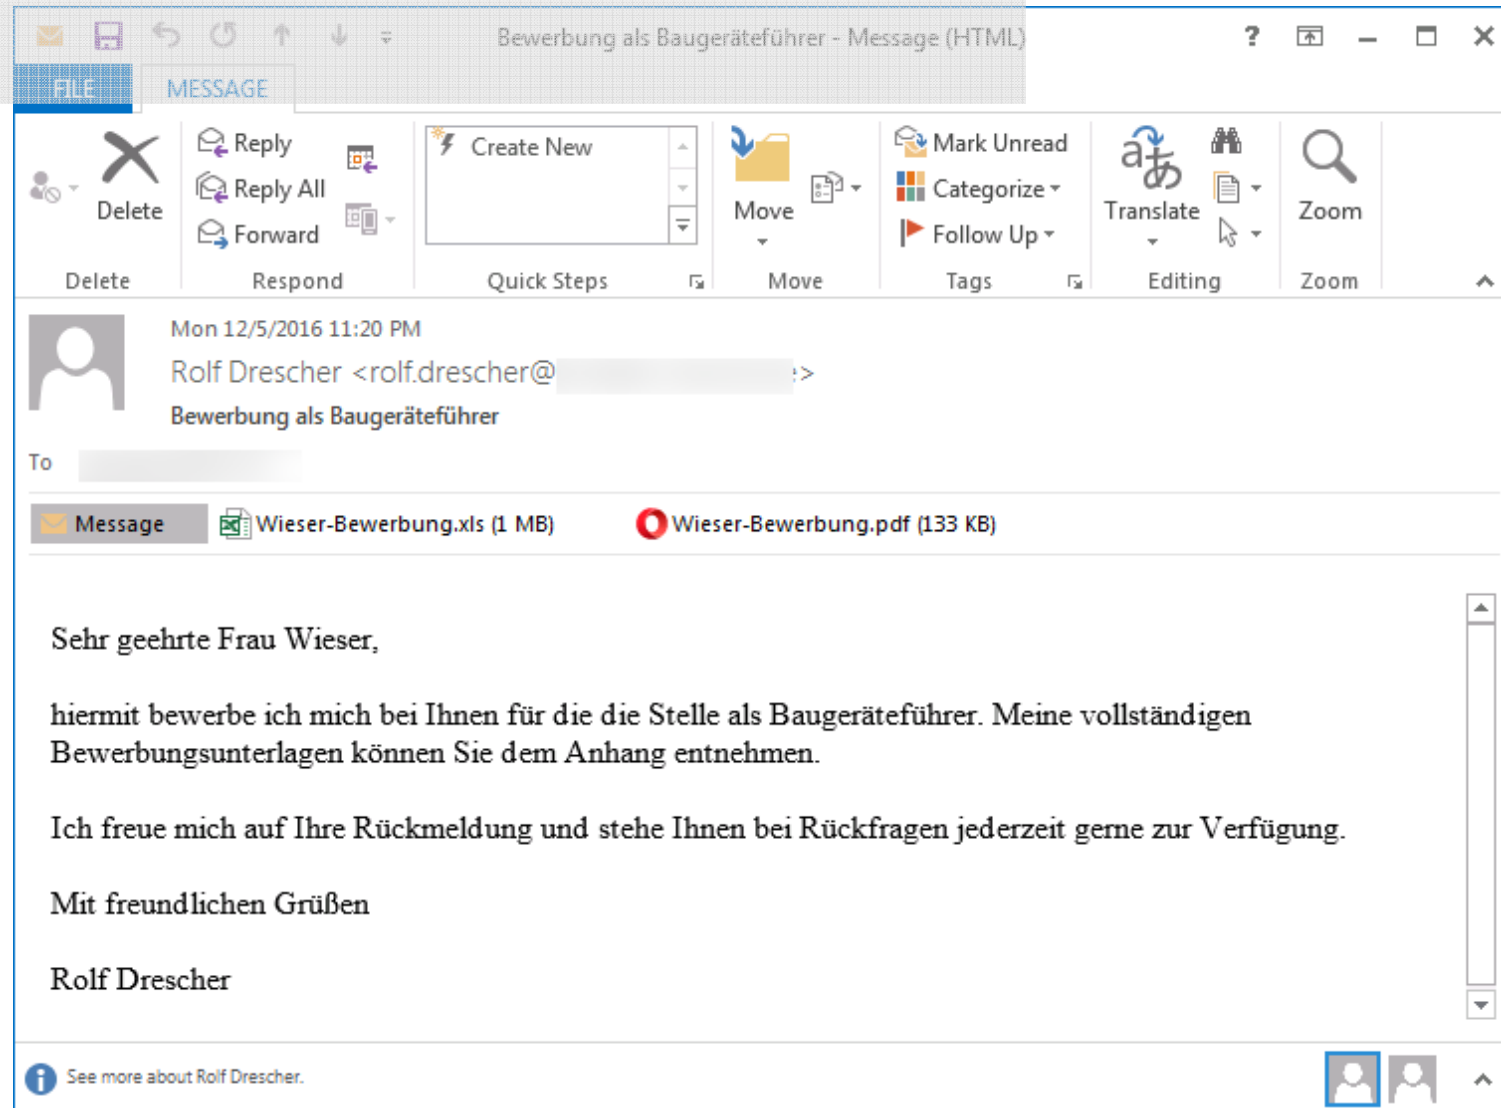 Bewerbung als Baugeräteführer - Message (HTML)
?
FILE
MESSAGE
Delete
Reply
Reply All
Forward
Create New
Move
Mark Unread
Categorize
Follow Up
Translate
Zoom
Delete
Respond
Quick Steps
Move
Tags
Editing
Zoom
Mon 12/5/2016 11:20 PM
Rolf Drescher <rolf.drescher@ >
Bewerbung als Baugeräteführer
To
Message
Wieser-Bewerbung.xls (1 MB)
Wieser-Bewerbung.pdf (133 KB)
Sehr geehrte Frau Wieser,
hiermit bewerbe ich mich bei Ihnen für die die Stelle als Baugeräteführer. Meine vollständigen
Bewerbungsunterlagen können Sie dem Anhang entnehmen.
Ich freue mich auf Ihre Rückmeldung und stehe Ihnen bei Rückfragen jederzeit gerne zur Verfügung.
Mit freundlichen Grüßen
Rolf Drescher
See more about Rolf Drescher.